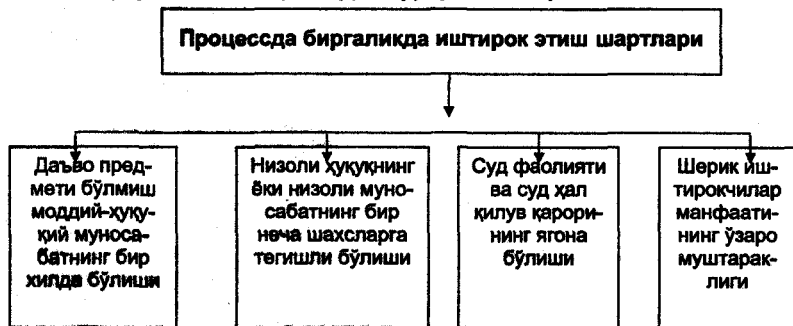 Процессда биргаликда иштирок этиш шартлари
Даъво пред-
мети бўлмиш
моддий-ҳуқу-
қий муноса-
батнинг бир
хилда бўлиши
Низоли ҳуқуқнинг
ёки низоли муно-
сабатнинг бир
неча шахсларга
тегишли бўлиши
Суд фаолияти
ва суд ҳал
қилув қарори-
нинг ягона
бўлиши
Шерик иш-
тирокчилар
манфаати-
нинг ўзаро
муштарак-
лиги